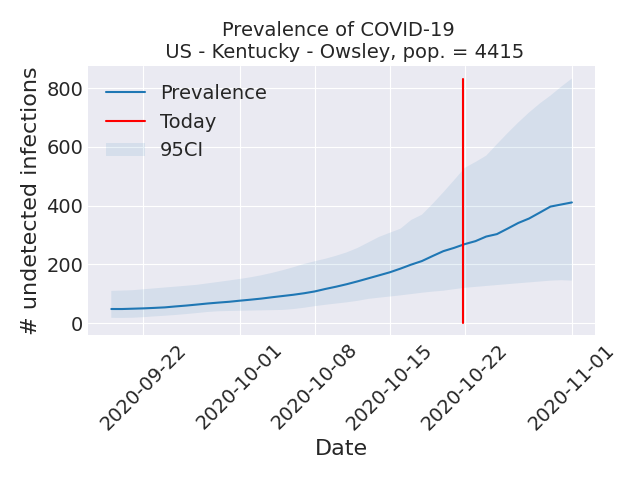 Prevalence of COVID-19
US - Kentucky - Owsley, pop. = 4415
# undetected infections
800
600
400
200
0
Prevalence
Today
95CI
2020-09-22
2020-10-01
2020-10-08
2020-10-15
2020-10-22
2020-11-01
Date